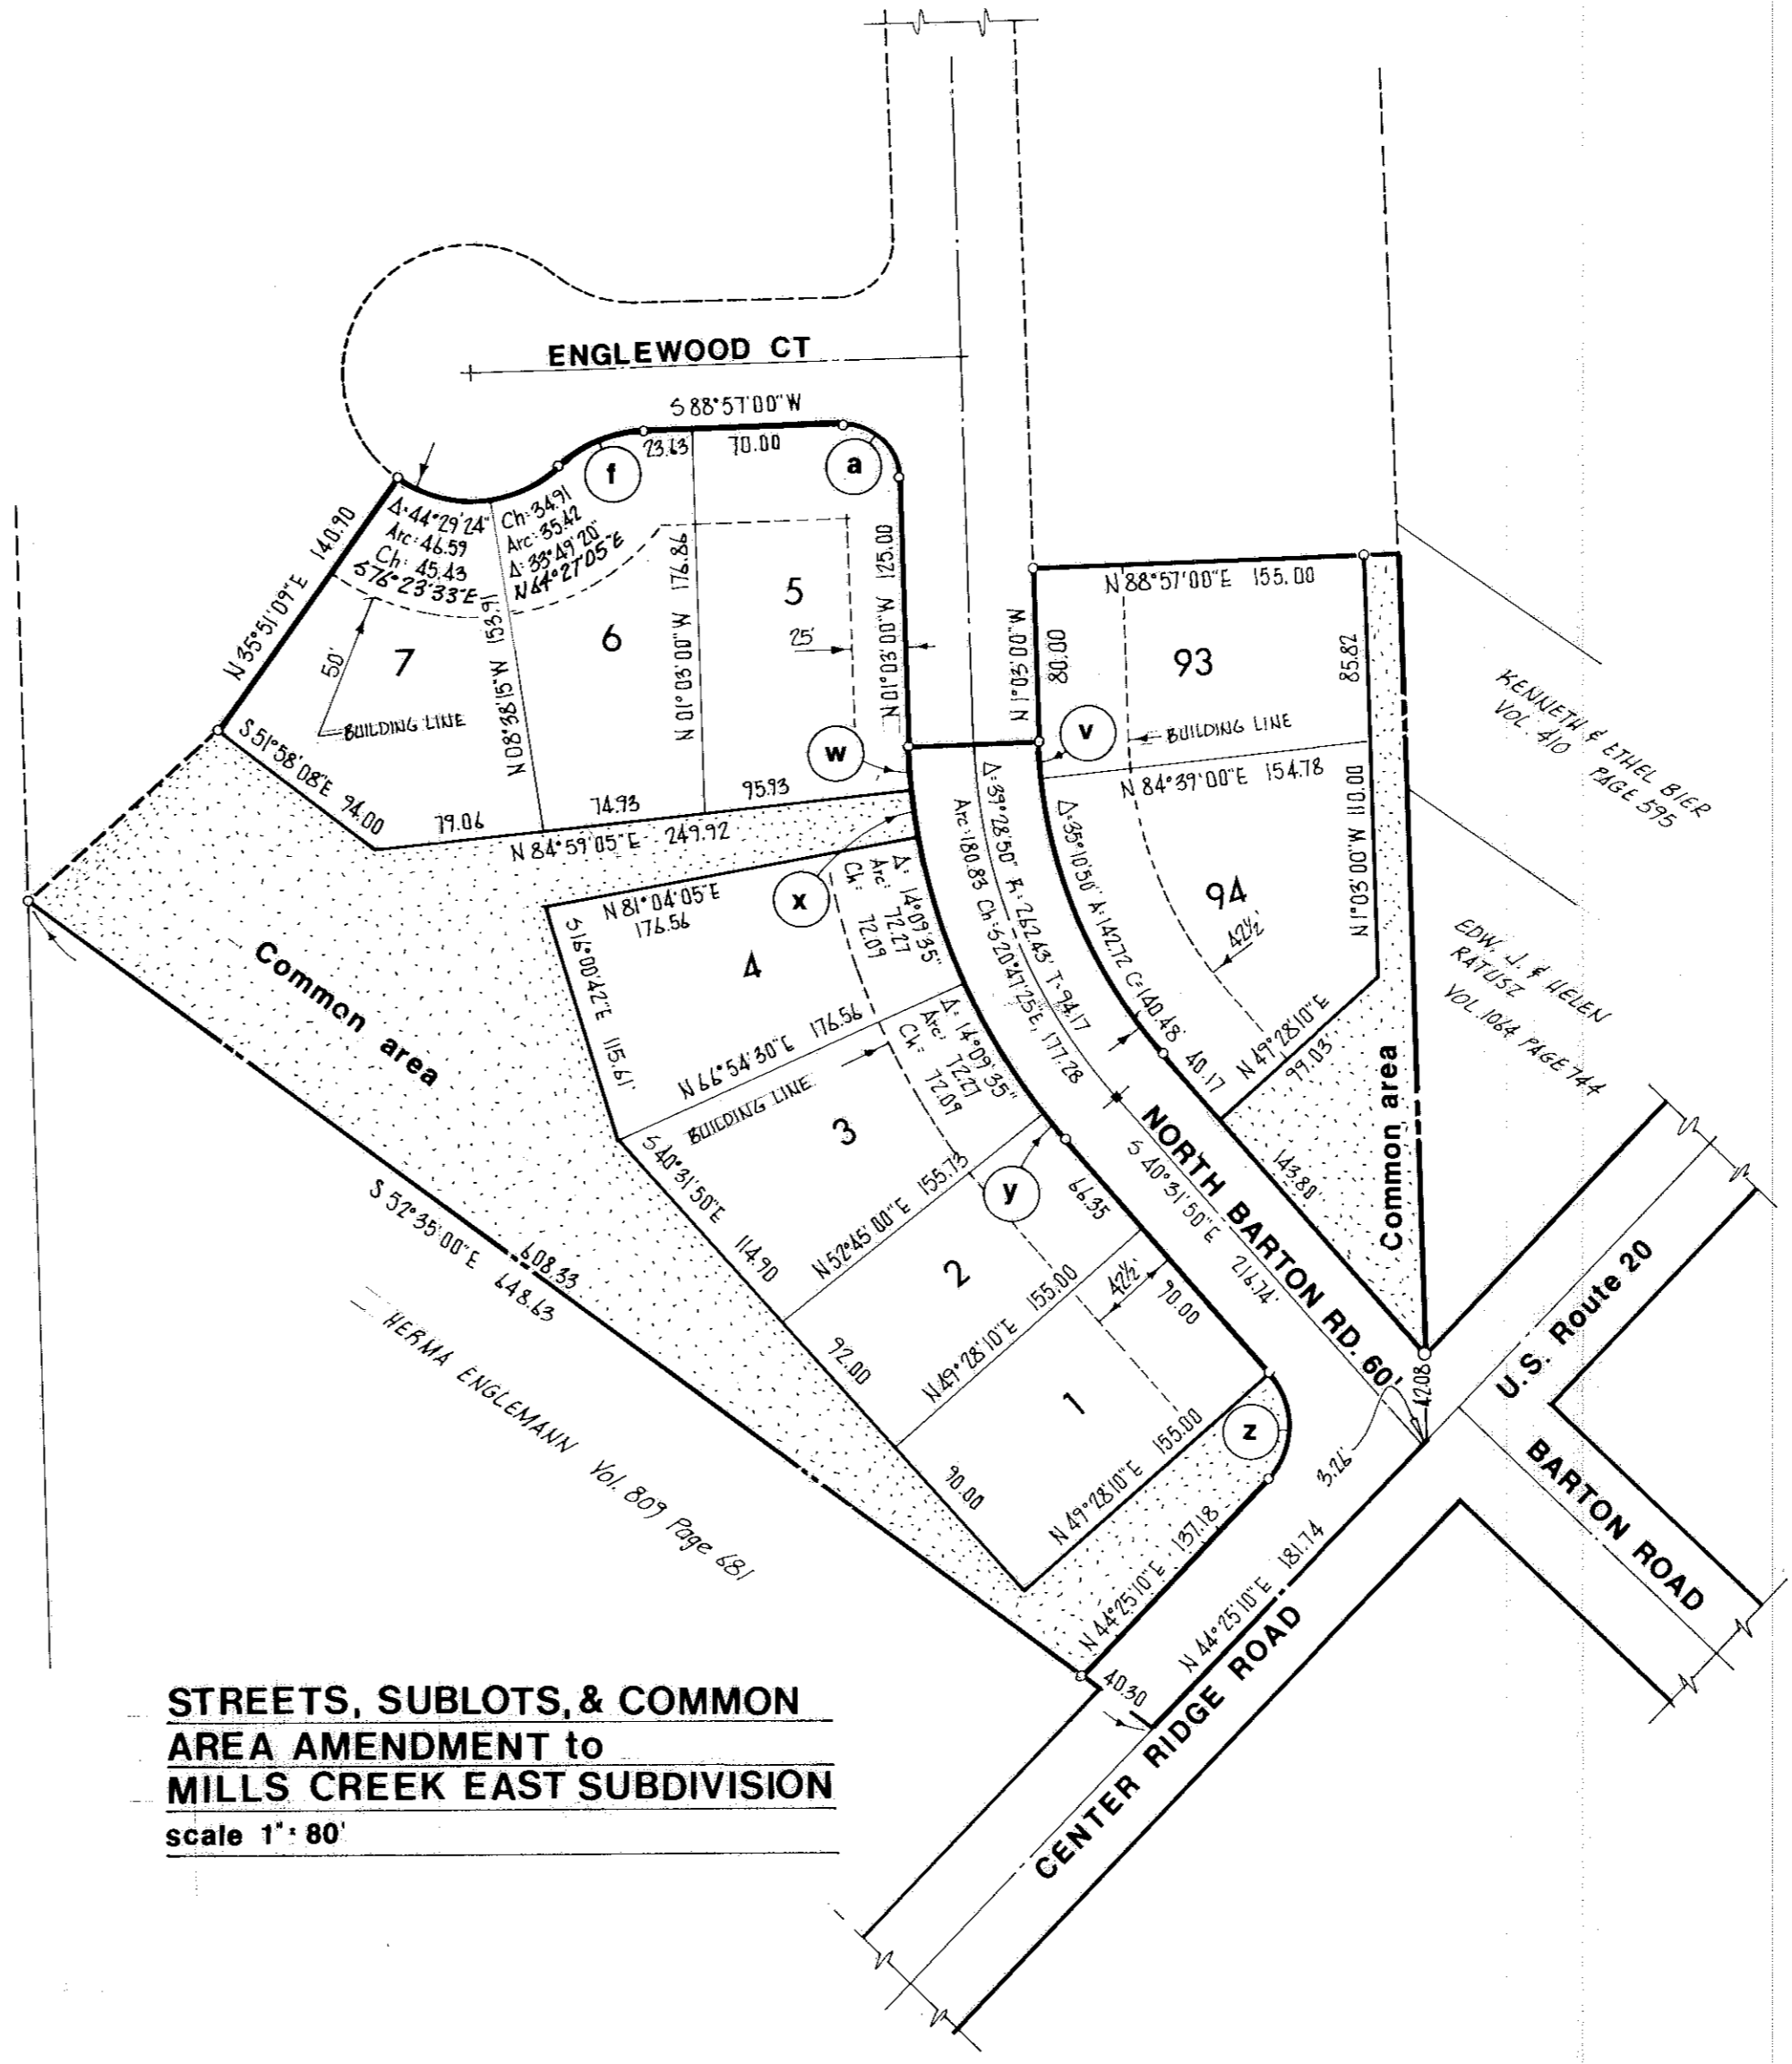 ENGLEWOOD CT
S 88°57'00"W
23.63
70.00
f
a
Δ=44°29'24"
Arc=46.59
Ch= 45.43
S76°23'33"E
Ch=34.91
Arc=35.42
Δ=33°49'20"
N64°27'05"E
N 35°51'09"E 140.90
N08°38'15"W 153.91
N 01°03'00"W 176.86
N 01°03'00"W 125.00
5
6
7
25'
50'
BUILDING LINE
w
S 51°58'08"E 94.00
79.06
74.93
95.93
N 84°59'05"E 249.92
N 1°03'00"W
80.00
N 88°57'00"E 155.00
85.82
93
BUILDING LINE
v
N 84°39'00"E 154.78
N 1°03'00"W 110.00
94
42½'
N 49°28'10"E
99.03'
40.17
143.80'
Δ=35°10'50" A=142.72 C=140.48'
Δ=39°28'50" R=262.43' T=94.17
Arc=180.83 Ch=S20°47'25"E, 177.28
KENNETH & ETHEL BIER
VOL. 410 PAGE 595
EDW. J. & HELEN
RATUSZ
VOL. 1064 PAGE 744
Common area
x
N 81°04'05"E
176.56
Δ= 14°09'35"
Arc= 72.27
Ch= 72.09
4
S16°00'42"E 115.61'
N 66°54'30"E 176.56
Δ= 14°09'35"
Arc= 72.27
Ch= 72.09
BUILDING LINE
3
Common area
S 40°31'50"E 114.90
N52°45'00"E 155.73
y
66.35
2
92.00
N49°28'10"E 155.00
42½'
90.00
1
90.00
N 49°28'10"E 155.00
z
NORTH BARTON RD. 60'
S 40°31'50"E 216.74'
S 52°35'00"E
608.33
648.63
HERMA ENGLEMANN Vol. 809 Page 681
42.08
3.26'
U.S. Route 20
BARTON ROAD
N 44°25'10"E 137.18
N 44°25'10"E 181.74
40.30
CENTER RIDGE ROAD
STREETS, SUBLOTS, & COMMON
AREA AMENDMENT to
MILLS CREEK EAST SUBDIVISION
scale 1"= 80'